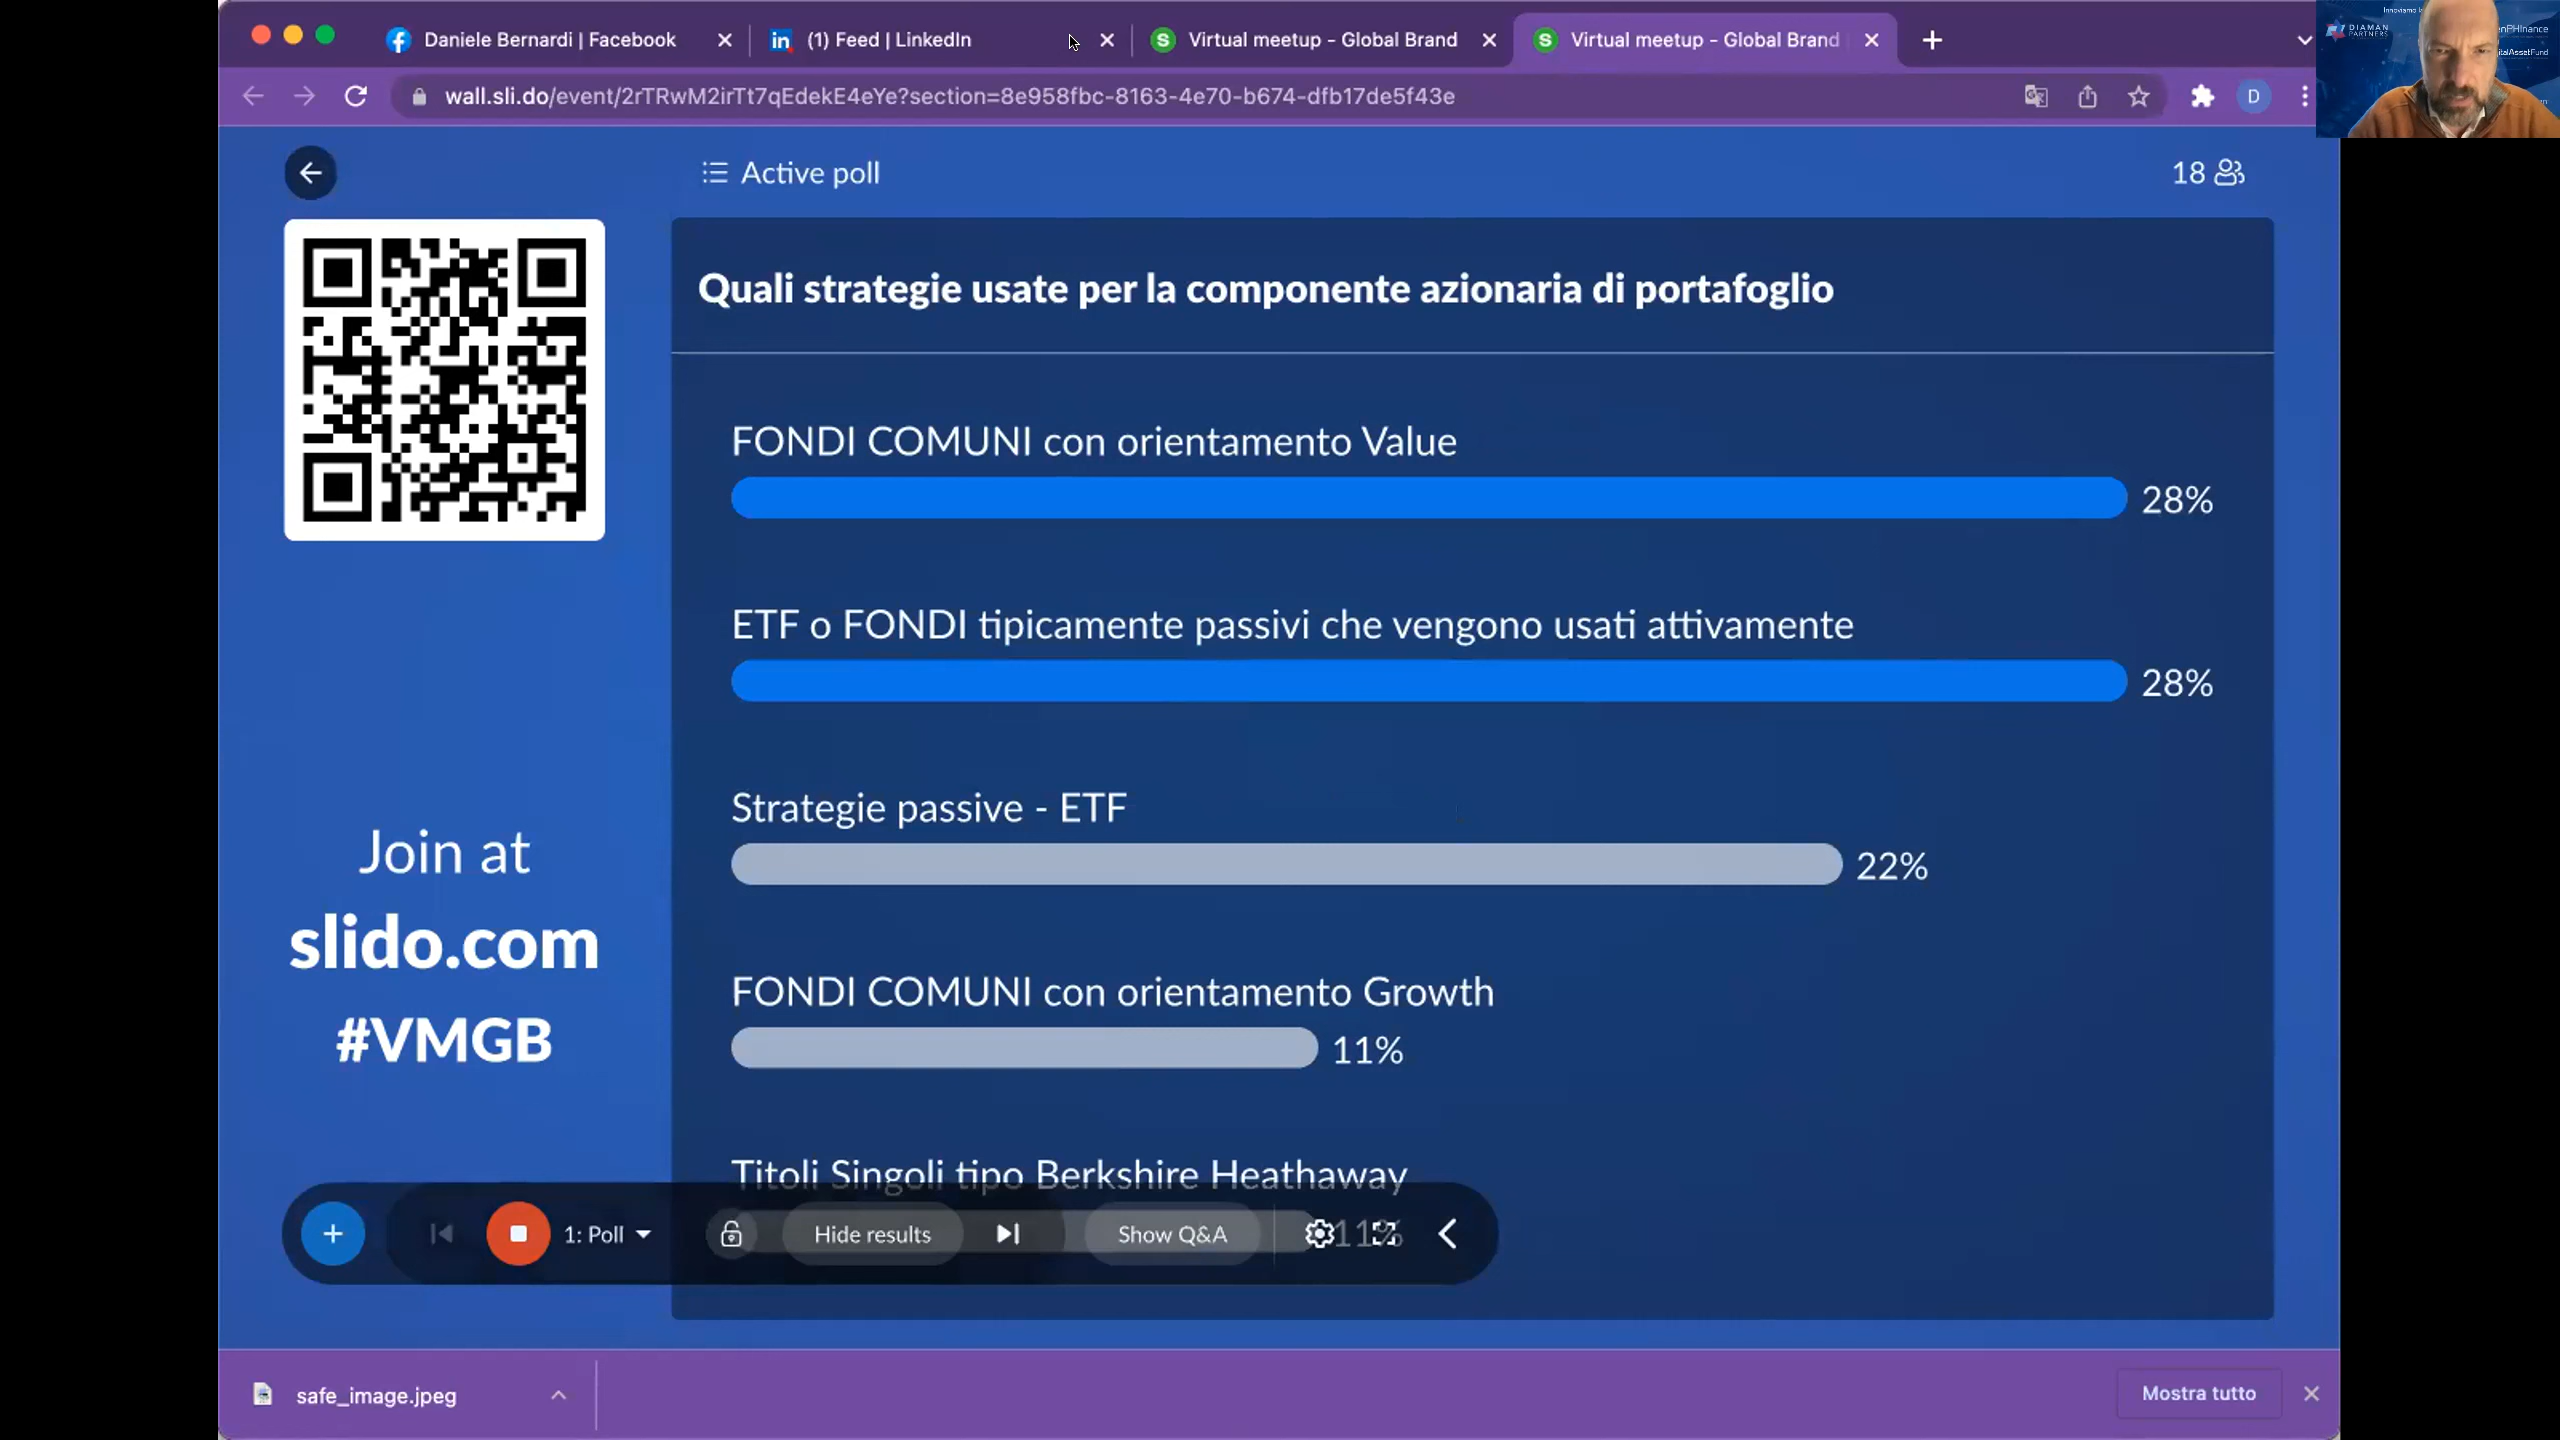 Daniele Bernardi | Facebook
(1) Feed | LinkedIn
Virtual meetup - Global Brand
Virtual meetup - Global Brand
wall.sli.do/event/2rTRwM2irTt7qEdekE4eYe?section=8e958fbc-8163-4e70-b674-dfb17de5f43e
D
DIAMAN
PARTNERS
Active poll
18
Quali strategie usate per la componente azionaria di portafoglio
FONDI COMUNI con orientamento Value
28%
ETF o FONDI tipicamente passivi che vengono usati attivamente
28%
Strategie passive - ETF
22%
FONDI COMUNI con orientamento Growth
11%
Titoli Singoli tipo Berkshire Heathaway
11%
Join at
slido.com
#VMGB
1: Poll
Hide results
Show Q&A
safe_image.jpeg
Mostra tutto